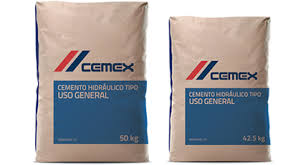 CEMEX
CEMENTO HIDRÁULICO TIPO
USO GENERAL
50 kg
CEMEX
CEMENTO HIDRÁULICO TIPO
USO GENERAL
42.5 kg